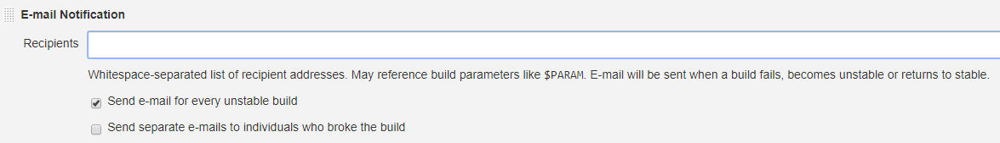 E-mail Notification
Recipients
Whitespace-separated list of recipient addresses. May reference build parameters like $PARAM. E-mail will be sent when a build fails, becomes unstable or returns to stable.
Send e-mail for every unstable build
Send separate e-mails to individuals who broke the build